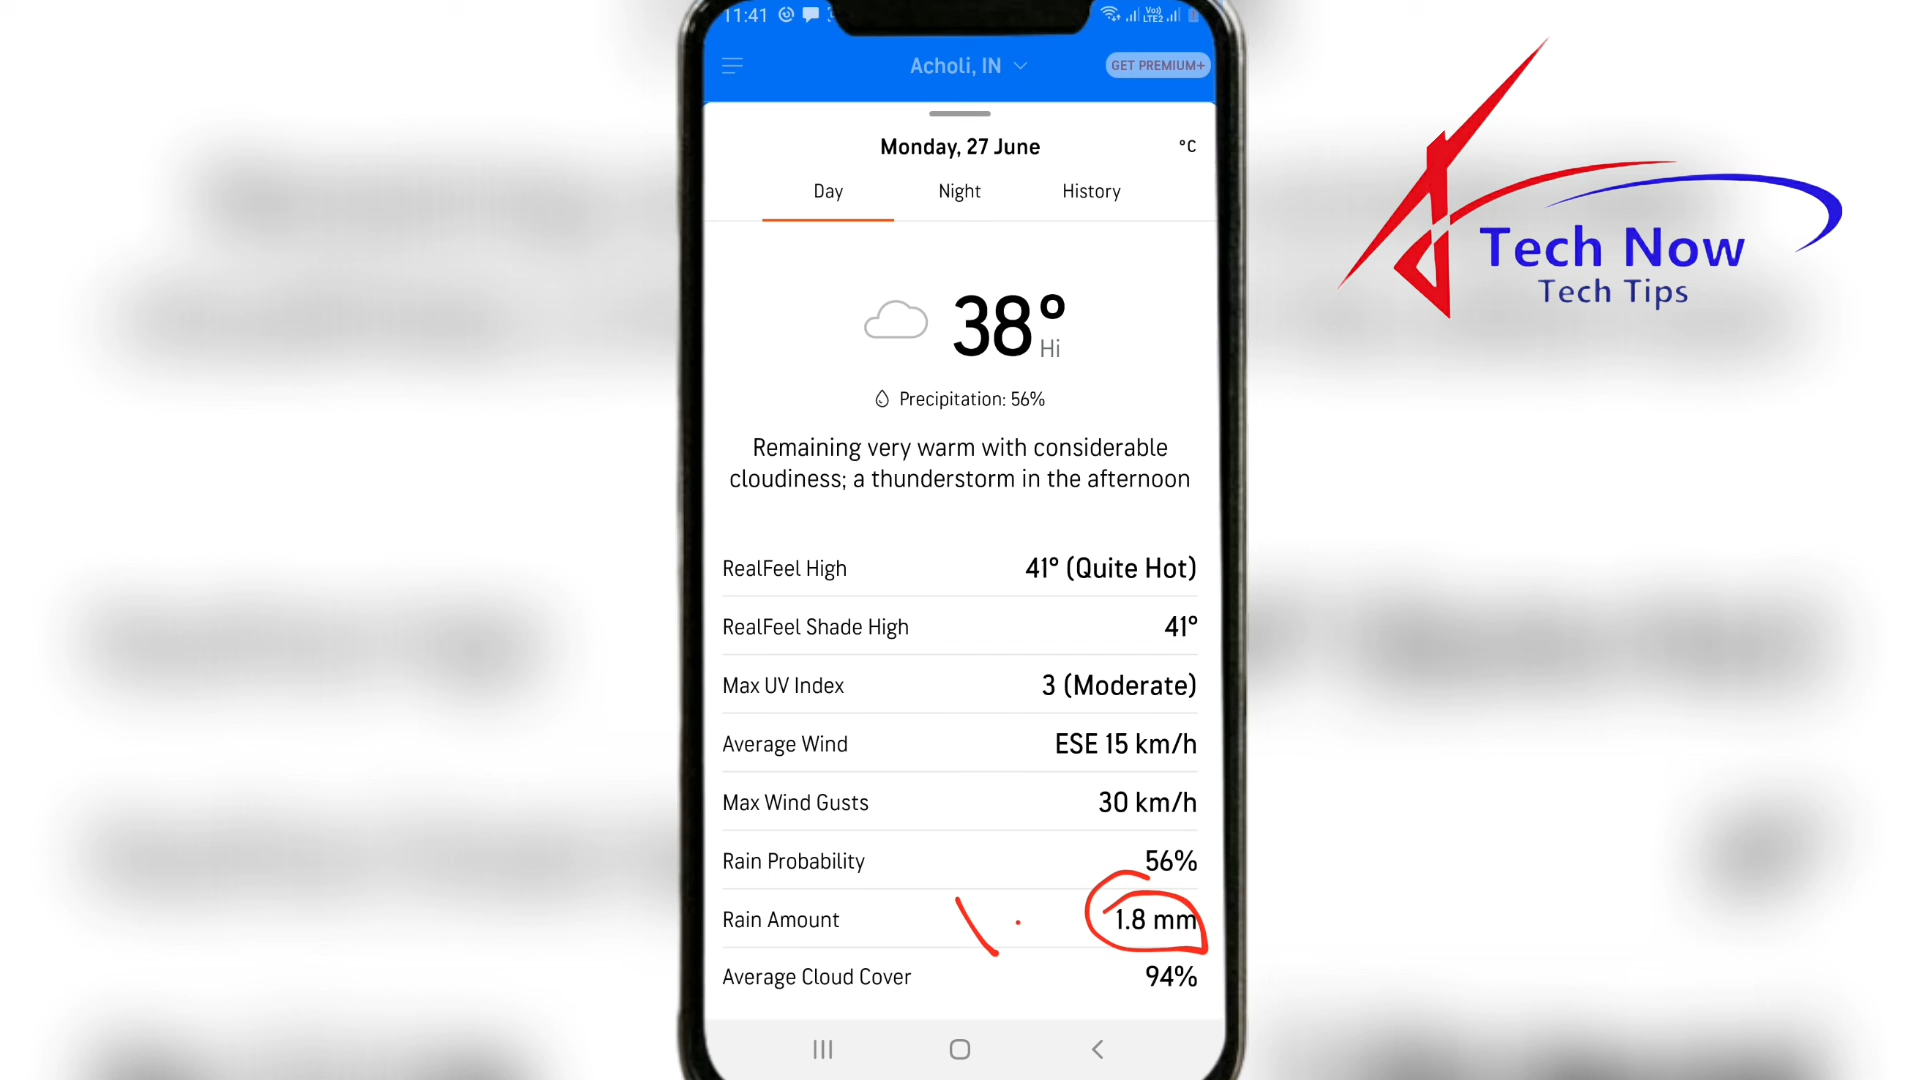 11:41
Vo)) LTE2
Acholi, IN
GET PREMIUM+
Monday, 27 June
°C
Day Night History
38°
Hi
Precipitation: 56%
Remaining very warm with considerable
cloudiness; a thunderstorm in the afternoon
RealFeel High 41° (Quite Hot)
RealFeel Shade High 41°
Max UV Index 3 (Moderate)
Average Wind ESE 15 km/h
Max Wind Gusts 30 km/h
Rain Probability 56%
Rain Amount 1.8 mm
Average Cloud Cover 94%
Tech Now
Tech Tips